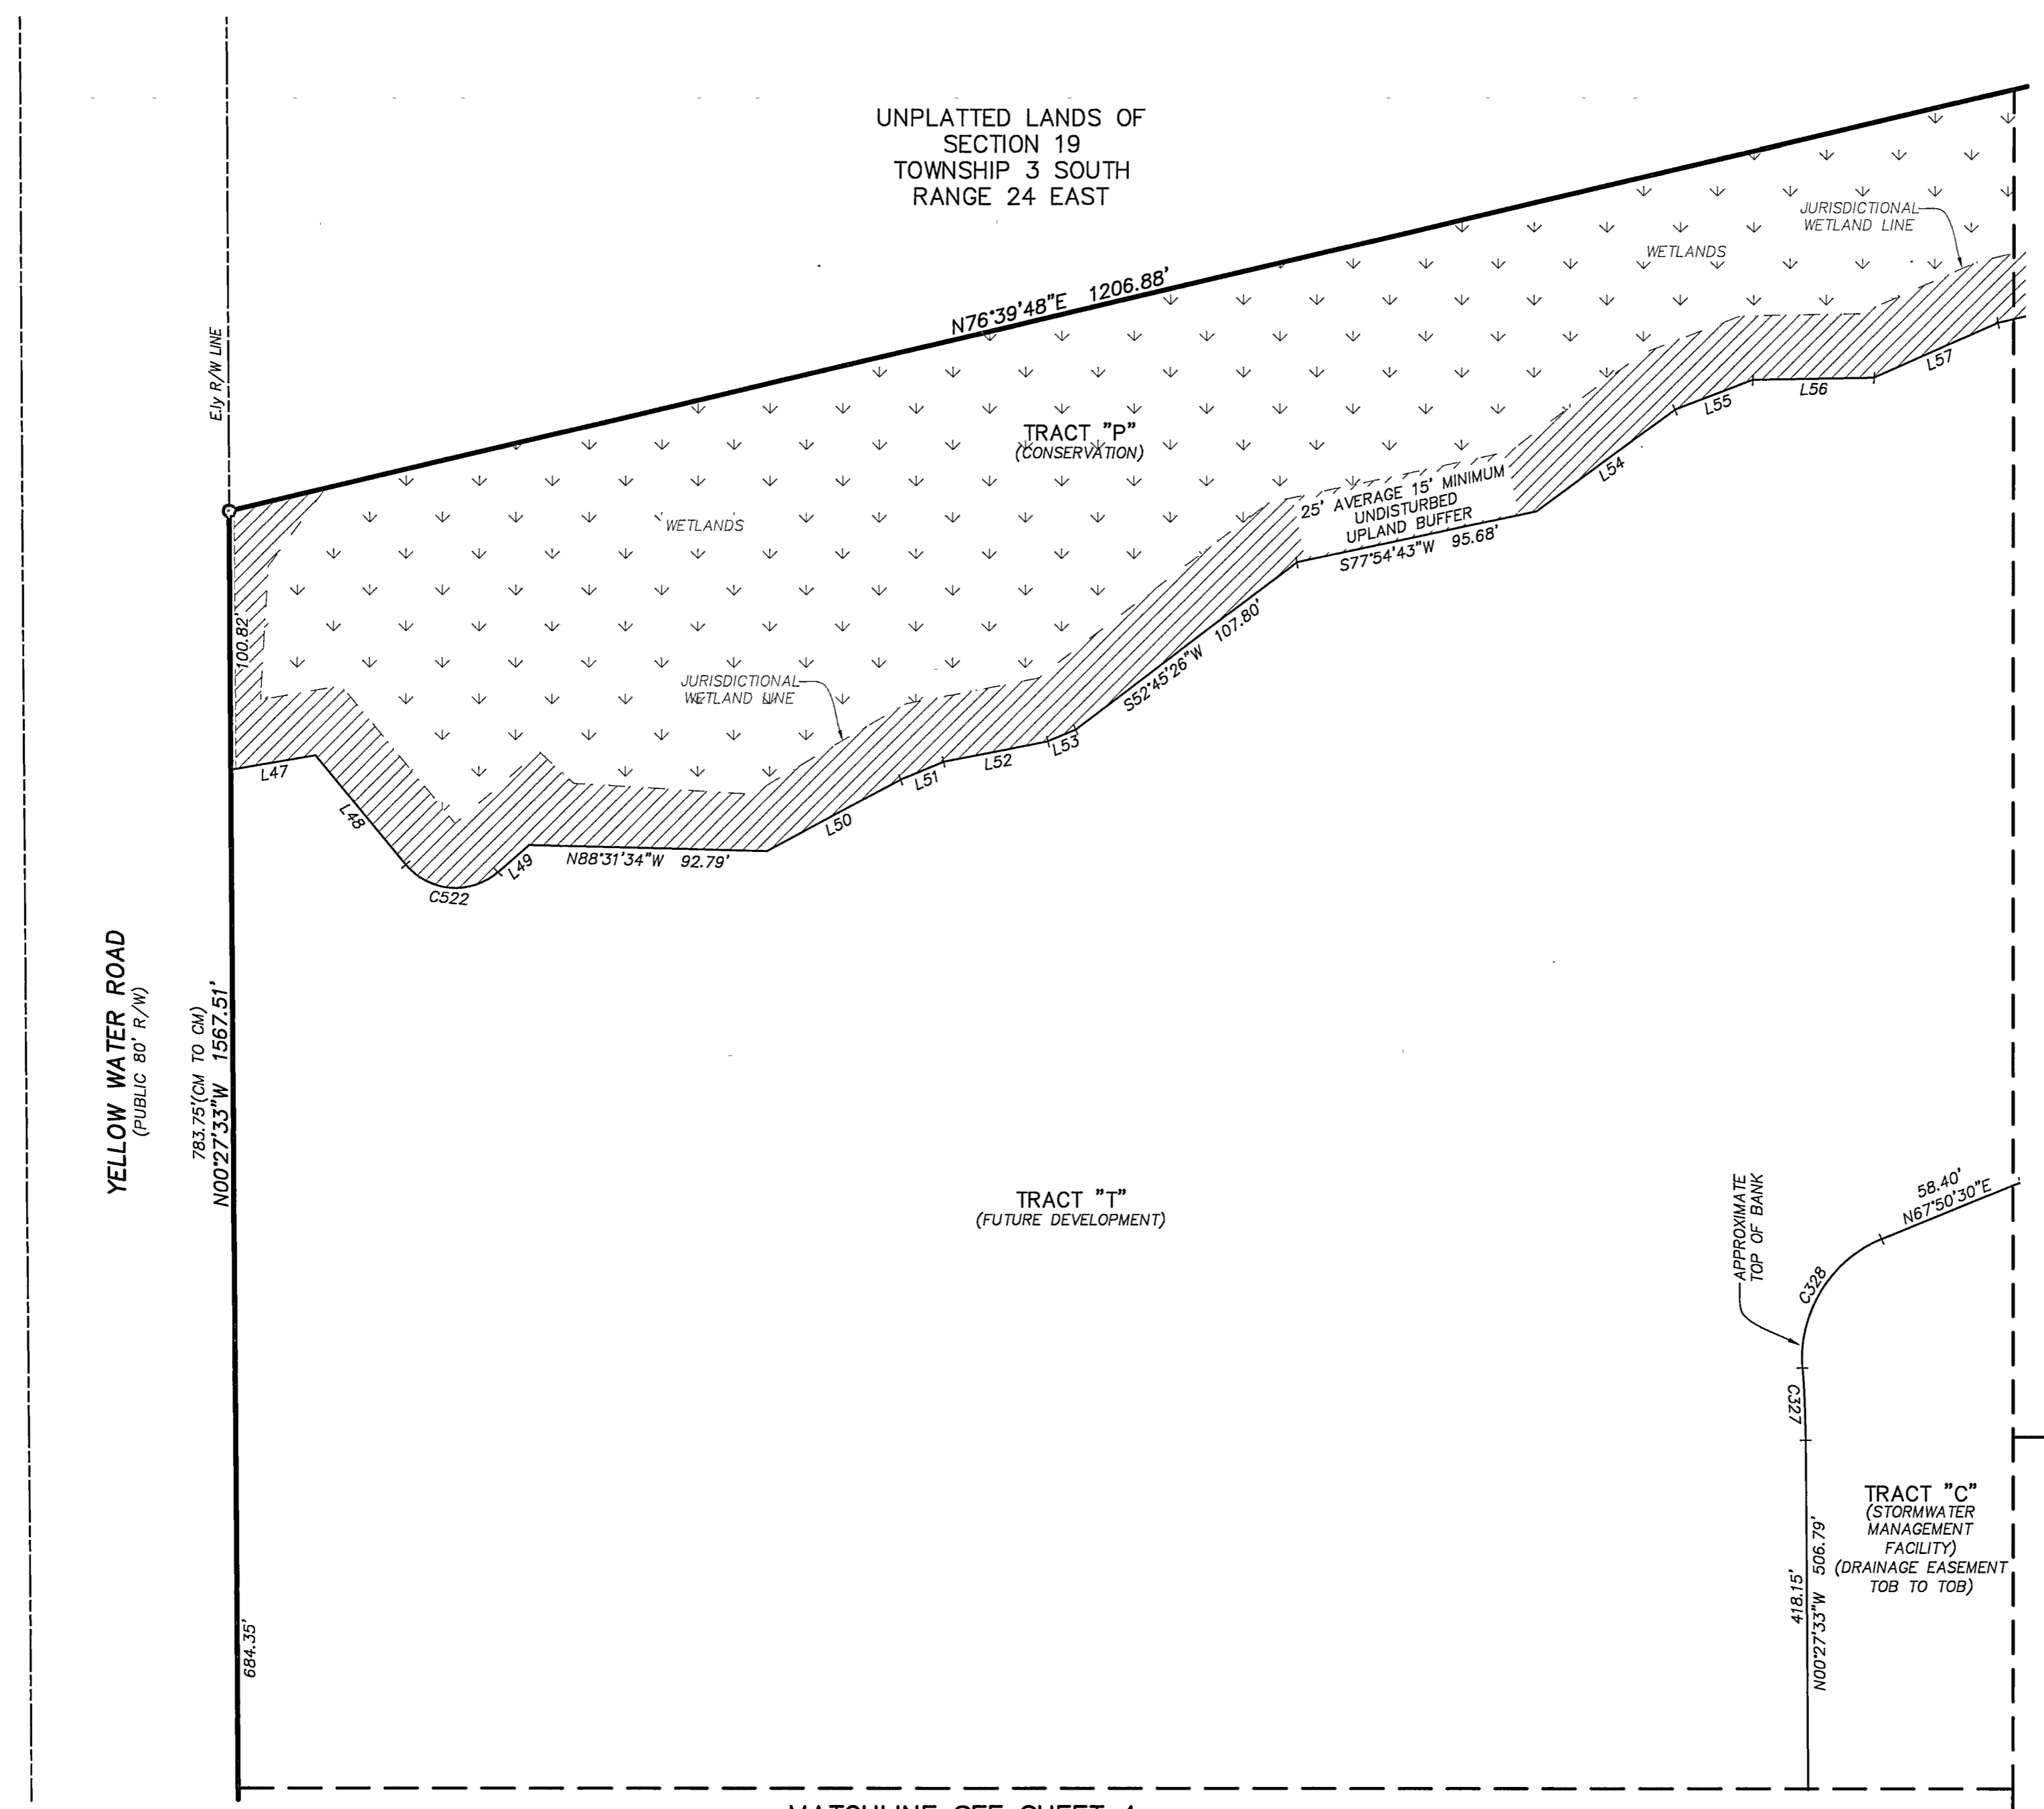 UNPLATTED LANDS OF
SECTION 19
TOWNSHIP 3 SOUTH
RANGE 24 EAST
JURISDICTIONAL
WETLAND LINE
WETLANDS
N76°39'48"E 1206.88'
E.ly R/W LINE
TRACT "P"
(CONSERVATION)
WETLANDS
25' AVERAGE 15' MINIMUM
UNDISTURBED
UPLAND BUFFER
S77°54'43"W 95.68'
L57
L56
L55
L54
100.82'
JURISDICTIONAL
WETLAND LINE
S52°45'26"W 107.80'
L53
L52
L51
L50
L47
L48
C522
L49
N88°31'34"W 92.79'
YELLOW WATER ROAD
(PUBLIC 80' R/W)
783.75'(CM TO CM)
N00°27'33"W 1567.51'
TRACT "T"
(FUTURE DEVELOPMENT)
APPROXIMATE
TOP OF BANK
58.40'
N67°50'30"E
C328
C327
TRACT "C"
(STORMWATER
MANAGEMENT
FACILITY)
(DRAINAGE EASEMENT
TOB TO TOB)
418.15'
N00°27'33"W 506.79'
684.35'
MATCHLINE SEE SHEET 4